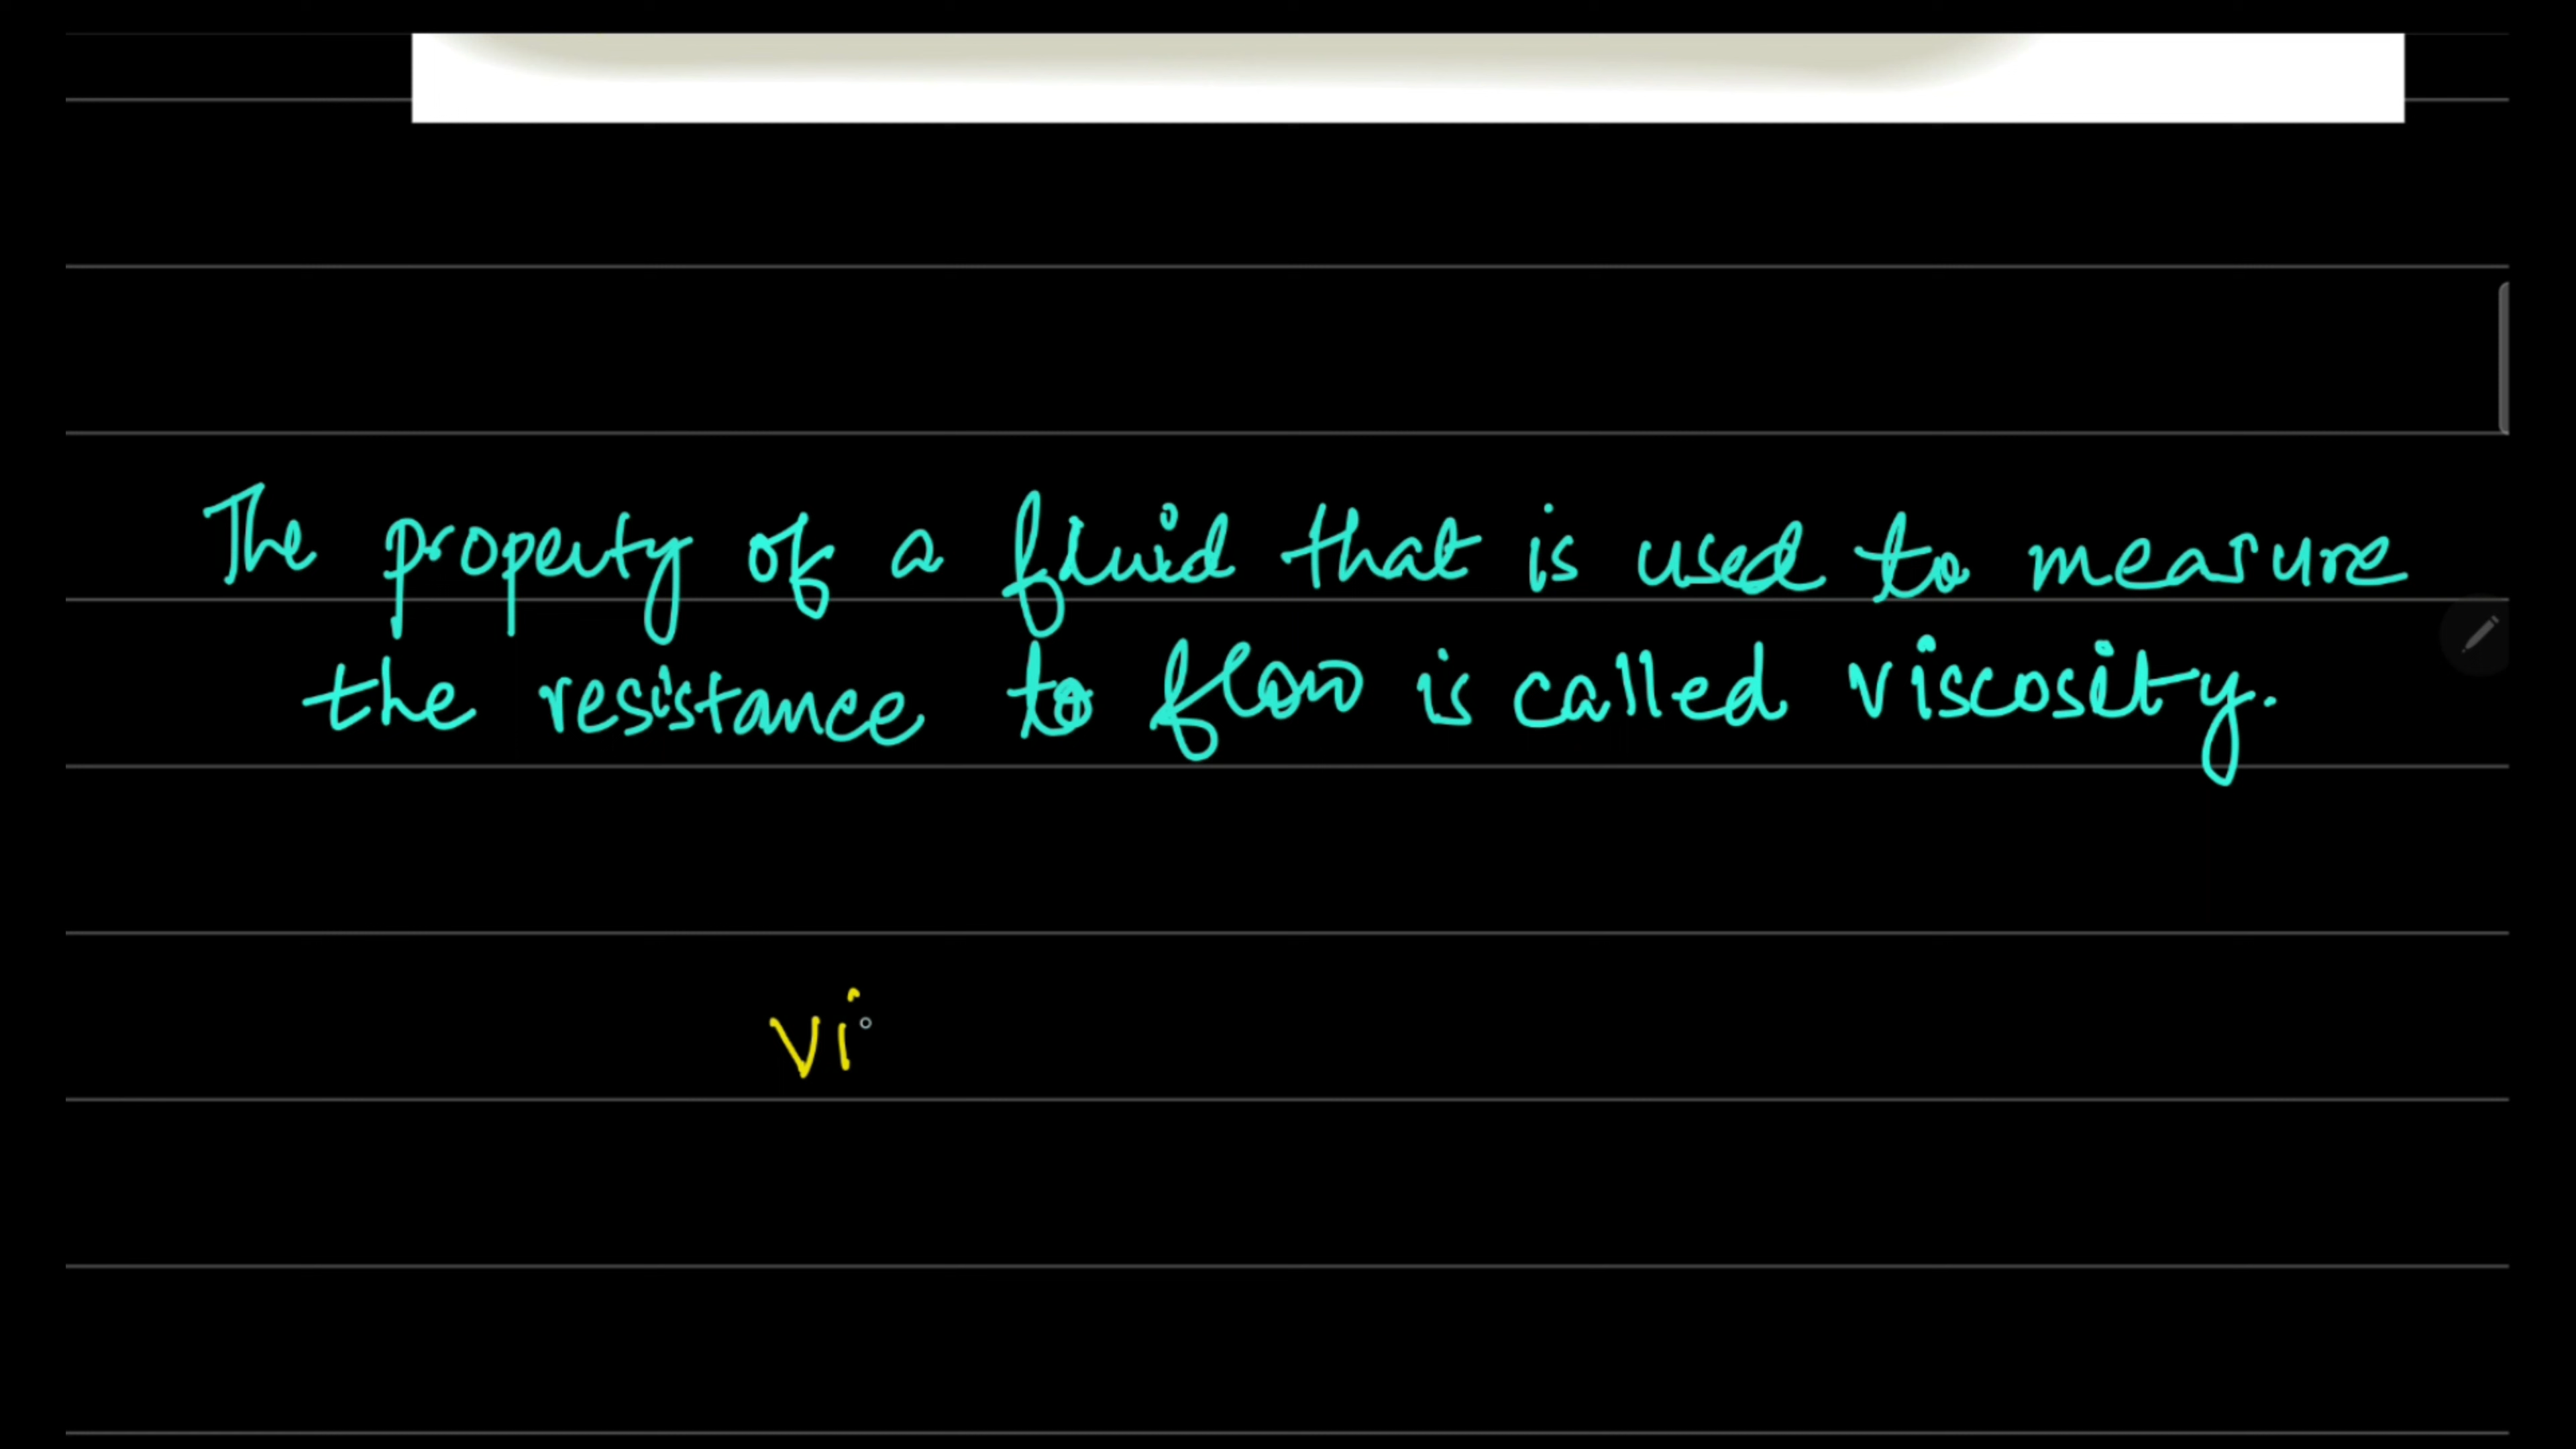 The property of a fluid that is used to measure
the resistance to flow is called viscosity.
vi